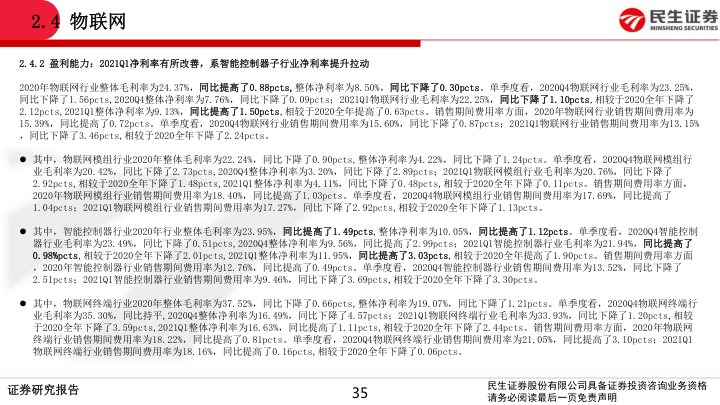 2.4 物联网
民生证券
MINSHENG SECURITIES
2.4.2 盈利能力：2021Q1净利率有所改善，系智能控制器子行业净利率提升拉动
2020年物联网行业整体毛利率为24.37%，同比提高了0.88pcts,整体净利率为8.50%，同比下降了0.30pcts。单季度看，2020Q4物联网行业毛利率为23.25%，
同比下降了1.56pcts,2020Q4整体净利率为7.76%，同比下降了0.09pcts；2021Q1物联网行业毛利率为22.25%，同比下降了1.10pcts,相较于2020全年下降了
2.12pcts,2021Q1整体净利率为9.13%，同比提高了1.50pcts,相较于2020全年提高了0.63pcts。销售期间费用率方面，2020年物联网行业销售期间费用率为
15.39%，同比提高了0.72pcts。单季度看，2020Q4物联网行业销售期间费用率为15.60%，同比下降了0.87pcts；2021Q1物联网行业销售期间费用率为13.15%
，同比下降了3.46pcts，相较于2020全年下降了2.24pcts。
● 其中，物联网模组行业2020年整体毛利率为22.24%，同比下降了0.90pcts,整体净利率为4.22%，同比下降了1.24pcts。单季度看，2020Q4物联网模组行
业毛利率为20.42%，同比下降了2.73pcts,2020Q4整体净利率为3.20%，同比下降了2.89pcts；2021Q1物联网模组行业毛利率为20.76%，同比下降了
2.92pcts,相较于2020全年下降了1.48pcts,2021Q1整体净利率为4.11%，同比下降了0.48pcts,相较于2020全年下降了0.11pcts。销售期间费用率方面，
2020年物联网模组行业销售期间费用率为18.40%，同比提高了1.03pcts。单季度看，2020Q4物联网模组行业销售期间费用率为17.69%，同比提高了
1.04pcts；2021Q1物联网模组行业销售期间费用率为17.27%，同比下降了2.92pcts,相较于2020全年下降了1.13pcts。
● 其中，智能控制器行业2020年行业整体毛利率为23.95%，同比提高了1.49pcts,整体净利率为10.05%，同比提高了1.12pcts。单季度看，2020Q4智能控制
器行业毛利率为23.49%，同比下降了0.51pcts,2020Q4整体净利率为9.56%，同比提高了2.99pcts；2021Q1智能控制器行业毛利率为21.94%，同比提高了
0.98%pcts,相较于2020全年下降了2.01pcts,2021Q1整体净利率为11.95%，同比提高了3.03pcts,相较于2020全年提高了1.90pcts。销售期间费用率方面
，2020年智能控制器行业销售期间费用率为12.76%，同比提高了0.49pcts。单季度看，2020Q4智能控制器行业销售期间费用率为13.52%，同比下降了
2.51pcts；2021Q1智能控制器行业销售期间费用率为9.46%，同比下降了3.69pcts,相较于2020全年下降了3.30pcts。
● 其中，物联网终端行业2020年整体毛利率为37.52%，同比下降了0.66pcts,整体净利率为19.07%，同比下降了1.21pcts。单季度看，2020Q4物联网终端行
业毛利率为35.30%，同比持平,2020Q4整体净利率为16.49%，同比下降了4.57pcts；2021Q1物联网终端行业毛利率为33.93%，同比下降了1.20pcts,相较
于2020全年下降了3.59pcts,2021Q1整体净利率为16.63%，同比提高了1.11pcts,相较于2020全年下降了2.44pcts。销售期间费用率方面，2020年物联网
终端行业销售期间费用率为18.22%，同比提高了0.81pcts。单季度看，2020Q4物联网终端行业销售期间费用率为21.05%，同比提高了3.10pcts；2021Q1
物联网终端行业销售期间费用率为18.16%，同比提高了0.16pcts,相较于2020全年下降了0.06pcts。
证券研究报告
35
民生证券股份有限公司具备证券投资咨询业务资格
请务必阅读最后一页免责声明